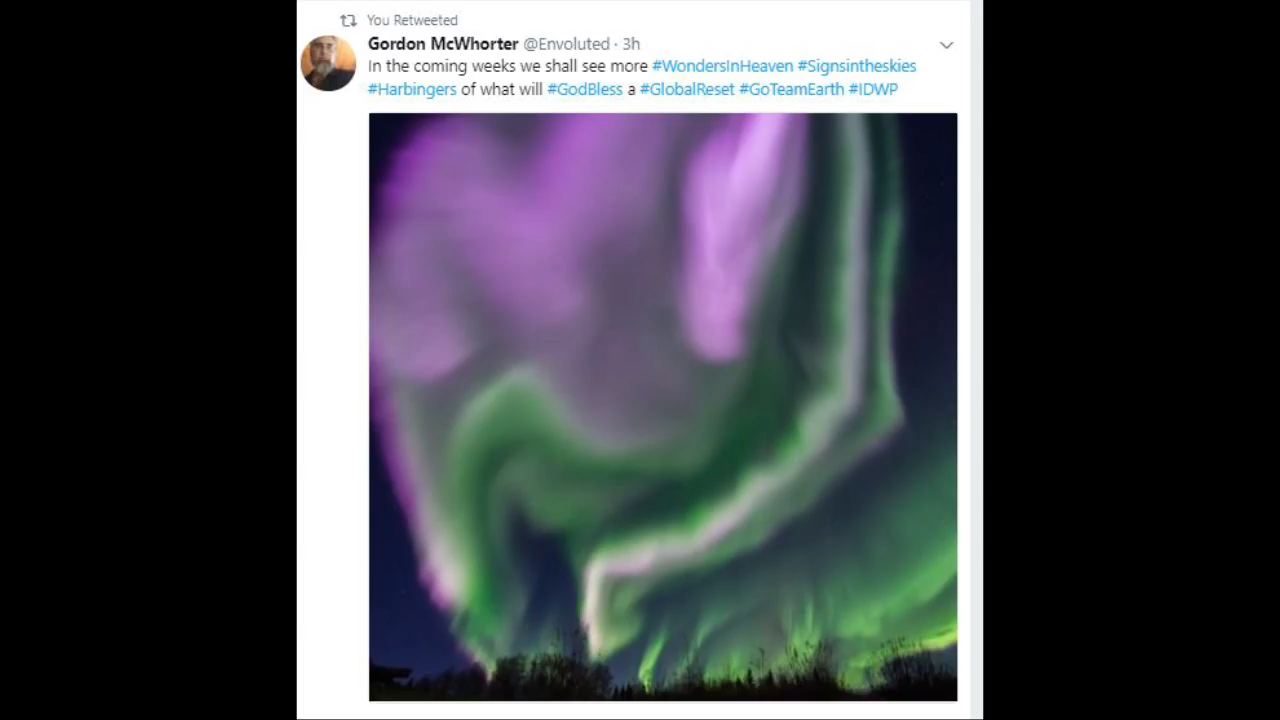 You Retweeted
Gordon McWhorter @Envoluted · 3h
In the coming weeks we shall see more #WondersInHeaven #Signsintheskies
#Harbingers of what will #GodBless a #GlobalReset #GoTeamEarth #IDWP